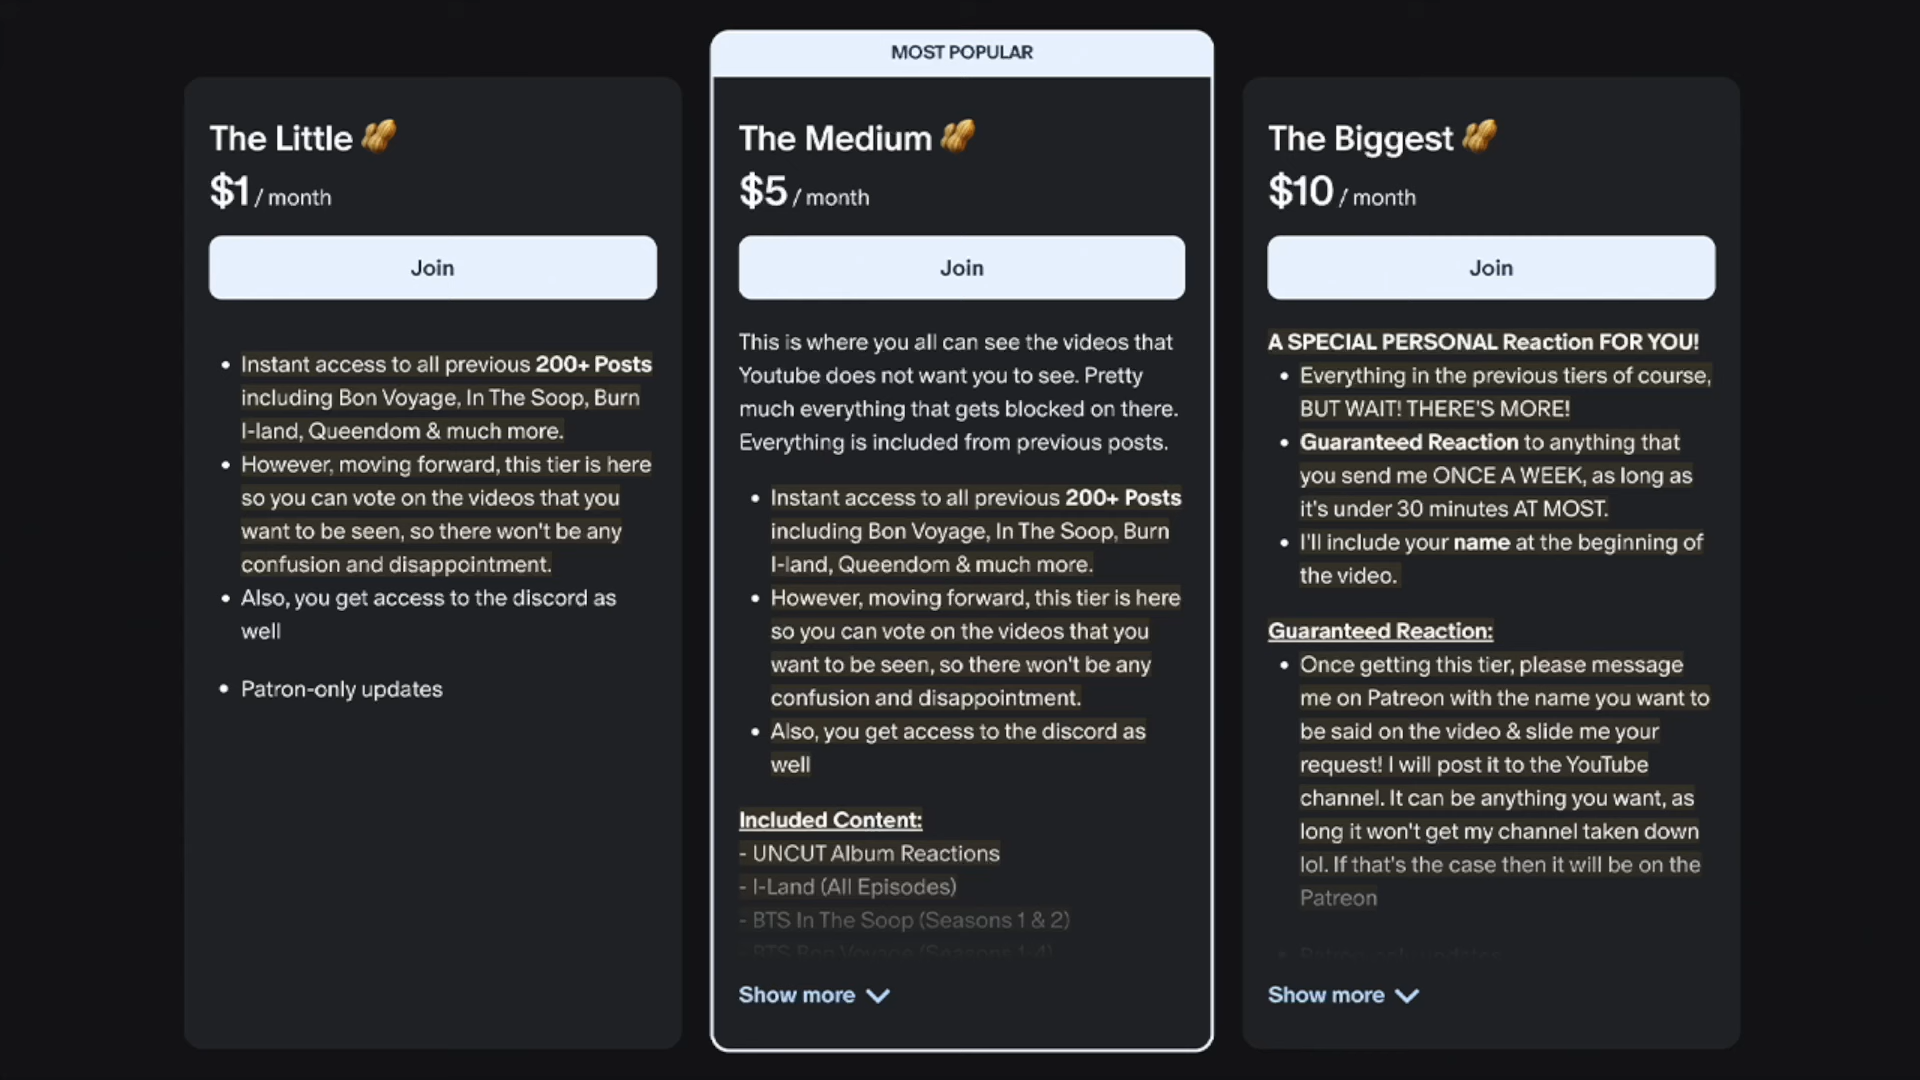 The Little
$1 / month
Join
Instant access to all previous 200+ Posts
including Bon Voyage, In The Soop, Burn
I-land, Queendom & much more.
However, moving forward, this tier is here
so you can vote on the videos that you
want to be seen, so there won't be any
confusion and disappointment.
Also, you get access to the discord as
well
Patron-only updates
MOST POPULAR
The Medium
$5 / month
Join
This is where you all can see the videos that
Youtube does not want you to see. Pretty
much everything that gets blocked on there.
Everything is included from previous posts.
Instant access to all previous 200+ Posts
including Bon Voyage, In The Soop, Burn
I-land, Queendom & much more.
However, moving forward, this tier is here
so you can vote on the videos that you
want to be seen, so there won't be any
confusion and disappointment.
Also, you get access to the discord as
well
Included Content:
- UNCUT Album Reactions
- I-Land (All Episodes)
- BTS In The Soop (Seasons 1 & 2)
- BTS Bon Voyage (Seasons 1-4)
Show more
The Biggest
$10 / month
Join
A SPECIAL PERSONAL Reaction FOR YOU!
Everything in the previous tiers of course,
BUT WAIT! THERE'S MORE!
Guaranteed Reaction to anything that
you send me ONCE A WEEK, as long as
it's under 30 minutes AT MOST.
I'll include your name at the beginning of
the video.
Guaranteed Reaction:
Once getting this tier, please message
me on Patreon with the name you want to
be said on the video & slide me your
request! I will post it to the YouTube
channel. It can be anything you want, as
long it won't get my channel taken down
lol. If that's the case then it will be on the
Patreon
Show more